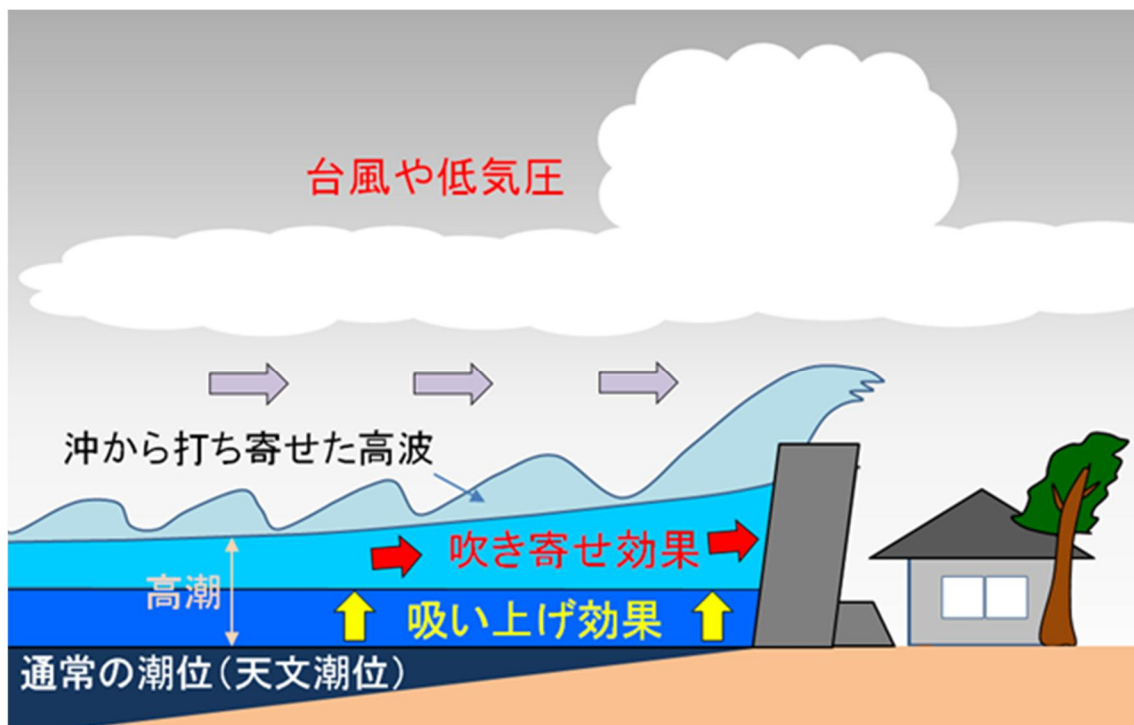 台風や低気圧
沖から打ち寄せた高波
吹き寄せ効果
高潮
吸い上げ効果
通常の潮位(天文潮位)